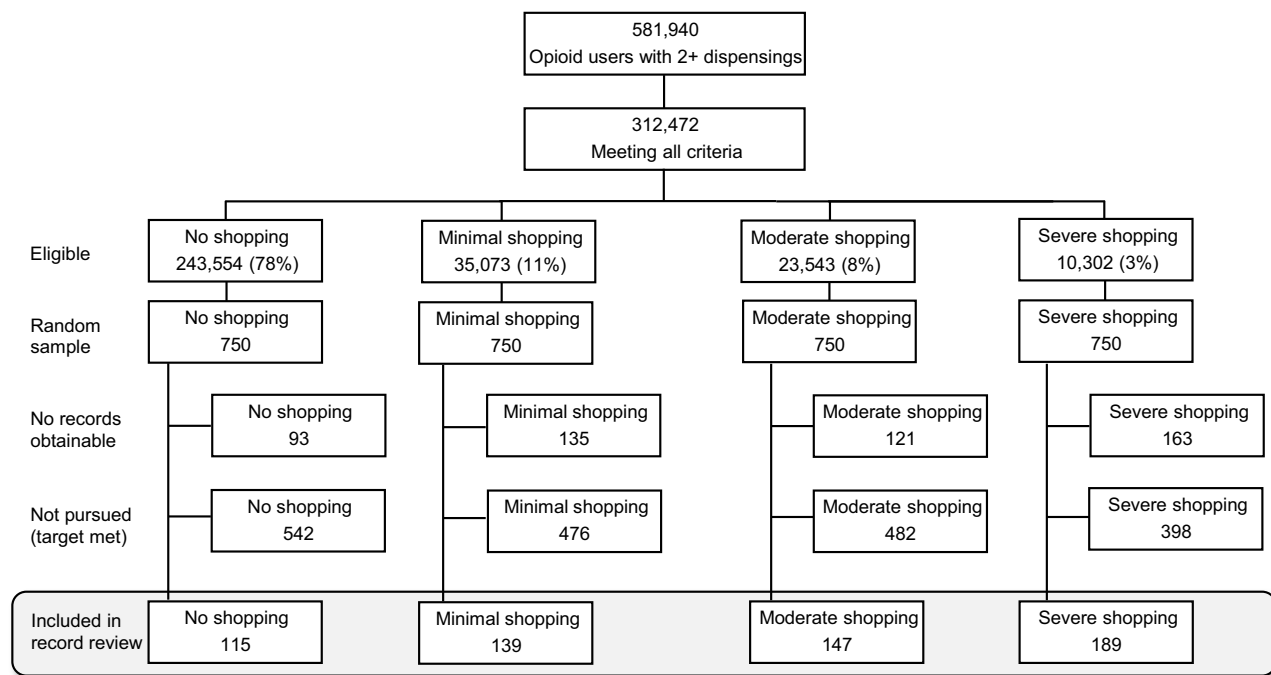 581,940
Opioid users with 2+ dispensings
312,472
Meeting all criteria
Eligible
No shopping
243,554 (78%)
Minimal shopping
35,073 (11%)
Moderate shopping
23,543 (8%)
Severe shopping
10,302 (3%)
Random
sample
No shopping
750
Minimal shopping
750
Moderate shopping
750
Severe shopping
750
No records
obtainable
No shopping
93
Minimal shopping
135
Moderate shopping
121
Severe shopping
163
Not pursued
(target met)
No shopping
542
Minimal shopping
476
Moderate shopping
482
Severe shopping
398
Included in
record review
No shopping
115
Minimal shopping
139
Moderate shopping
147
Severe shopping
189